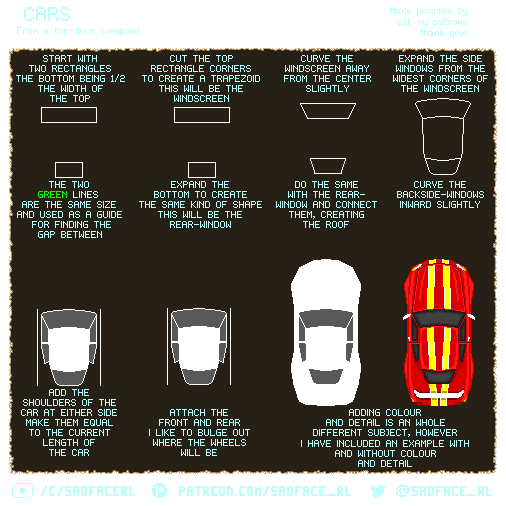 CARS
From a top-down viewpoint
Made possible by
all my patrons
thank you!
START WITH
TWO RECTANGLES
THE BOTTOM BEING 1/2
THE WIDTH OF
THE TOP
CUT THE TOP
RECTANGLE CORNERS
TO CREATE A TRAPEZOID
THIS WILL BE THE
WINDSCREEN
CURVE THE
WINDSCREEN AWAY
FROM THE CENTER
SLIGHTLY
EXPAND THE SIDE
WINDOWS FROM THE
WIDEST CORNERS OF
THE WINDSCREEN
THE TWO
GREEN LINES
ARE THE SAME SIZE
AND USED AS A GUIDE
FOR FINDING THE
GAP BETWEEN
EXPAND THE
BOTTOM TO CREATE
THE SAME KIND OF SHAPE
THIS WILL BE THE
REAR-WINDOW
DO THE SAME
WITH THE REAR-
WINDOW AND CONNECT
THEM, CREATING
THE ROOF
CURVE THE
BACKSIDE-WINDOWS
INWARD SLIGHTLY
ADD THE
SHOULDERS OF THE
CAR AT EITHER SIDE
MAKE THEM EQUAL
TO THE CURRENT
LENGTH OF
THE CAR
ATTACH THE
FRONT AND REAR
I LIKE TO BULGE OUT
WHERE THE WHEELS
WILL BE
ADDING COLOUR
AND DETAIL IS AN WHOLE
DIFFERENT SUBJECT, HOWEVER
I HAVE INCLUDED AN EXAMPLE WITH
AND WITHOUT COLOUR
AND DETAIL
/C/SADFACERL
PATREON.COM/SADFACE_RL
@SADFACE_RL